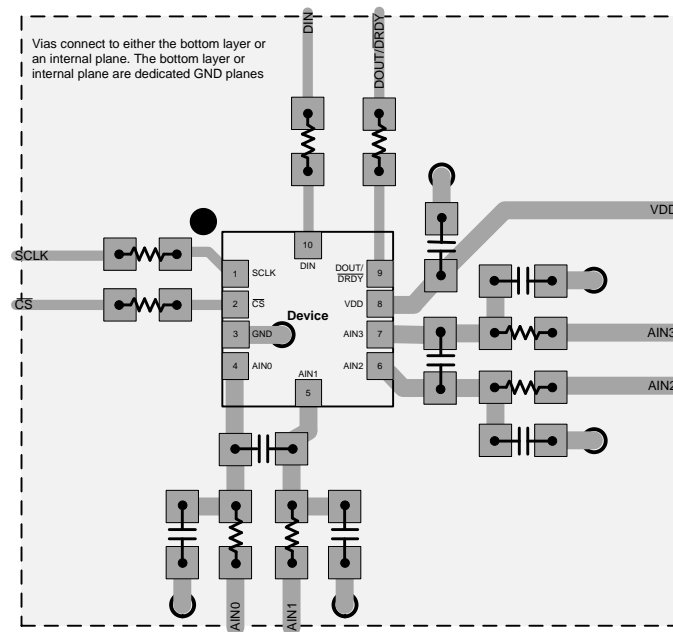 Vias connect to either the bottom layer or
an internal plane. The bottom layer or
internal plane are dedicated GND planes
DIN
DOUT/DRDY
VDD
SCLK
CS
10
DIN
1
SCLK
DOUT/
DRDY
9
2
CS
VDD
8
Device
3
GND
AIN3
7
4
AIN0
AIN1
AIN2
6
5
AIN3
AIN2
AIN0
AIN1